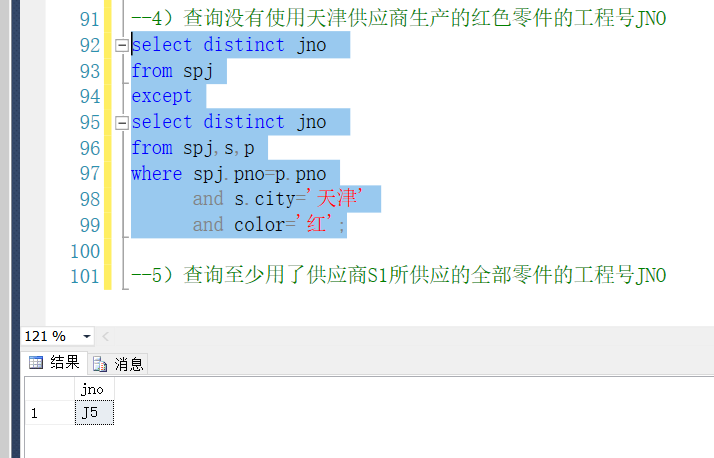 91 --4）查询没有使用天津供应商生产的红色零件的工程号JNO
92 select distinct jno
93 from spj
94 except
95 select distinct jno
96 from spj,s,p
97 where spj.pno=p.pno
98 and s.city='天津'
99 and color='红';
100
101 --5）查询至少用了供应商S1所供应的全部零件的工程号JNO
121 %
结果 消息
jno
1 J5